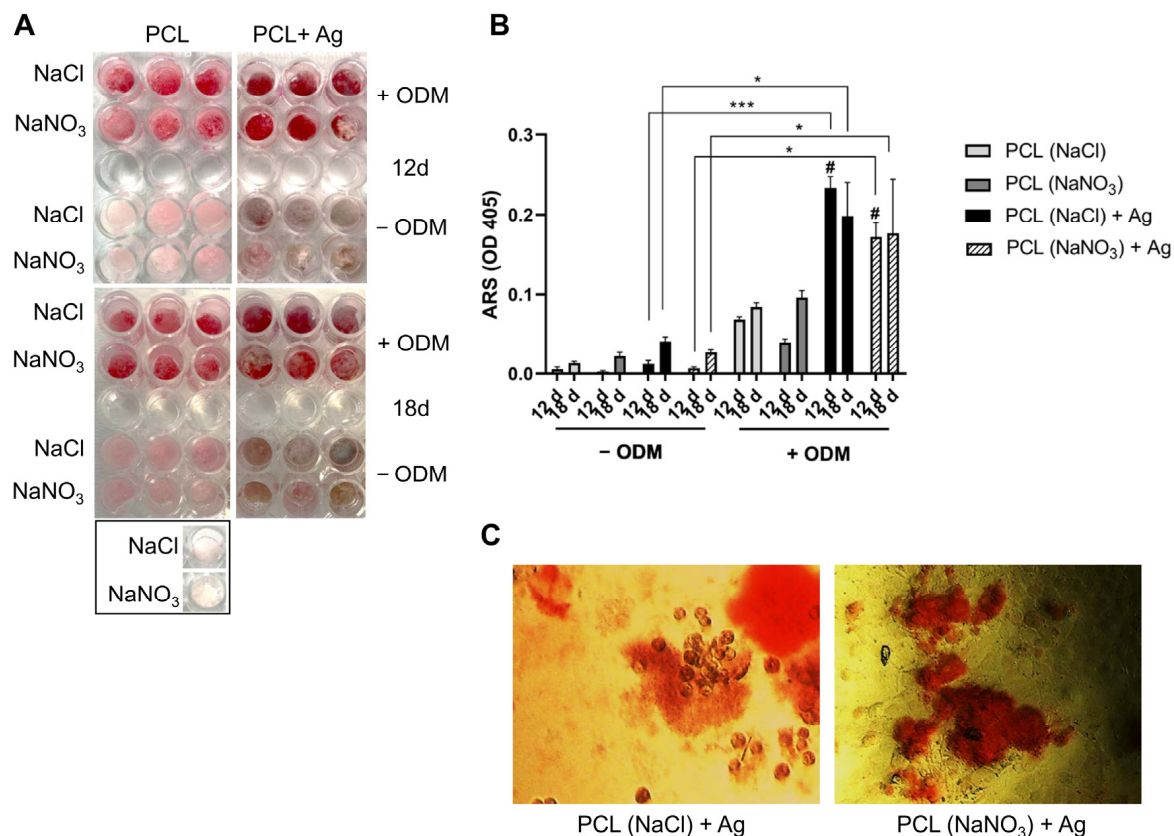 A
PCL PCL+ Ag
NaCl
+ ODM
NaNO₃
12d
NaCl
− ODM
NaNO₃
NaCl
+ ODM
NaNO₃
18d
NaCl
− ODM
NaNO₃
NaCl
NaNO₃
B
*
***
*
*
0.3
# #
0.2
0.1
0.0
ARS (OD 405)
12 d 18 d 12 d 18 d 12 d 18 d 12 d 18 d 12 d 18 d 12 d 18 d 12 d 18 d 12 d 18 d
− ODM + ODM
PCL (NaCl)
PCL (NaNO₃)
PCL (NaCl) + Ag
PCL (NaNO₃) + Ag
C
PCL (NaCl) + Ag PCL (NaNO₃) + Ag